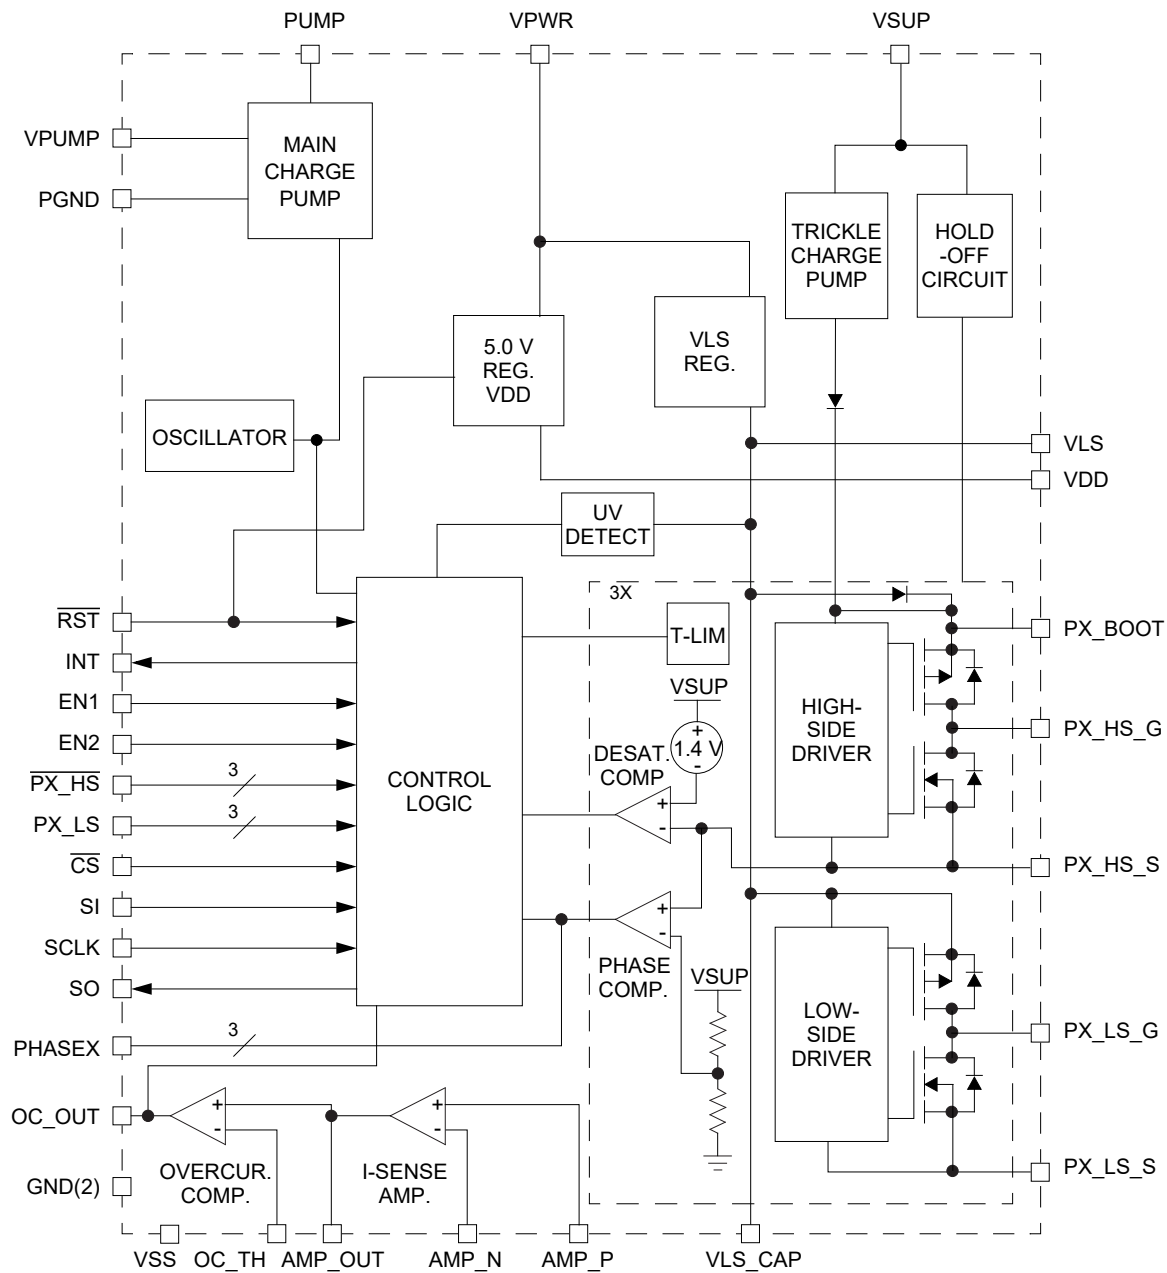 PUMP
VPWR
VSUP
VPUMP
PGND
MAIN
CHARGE
PUMP
TRICKLE
CHARGE
PUMP
HOLD
-OFF
CIRCUIT
5.0 V
REG.
VDD
VLS
REG.
OSCILLATOR
VLS
VDD
UV
DETECT
3X
RST
INT
EN1
EN2
PX_HS
3
PX_LS
3
CS
SI
SCLK
SO
PHASEX
3
OC_OUT
GND(2)
CONTROL
LOGIC
T-LIM
VSUP
+
1.4 V
-
DESAT.
COMP.
+
-
+
-
PHASE
COMP.
VSUP
HIGH-
SIDE
DRIVER
LOW-
SIDE
DRIVER
PX_BOOT
PX_HS_G
PX_HS_S
PX_LS_G
PX_LS_S
+
-
OVERCUR.
COMP.
+
-
I-SENSE
AMP.
VSS
OC_TH
AMP_OUT
AMP_N
AMP_P
VLS_CAP